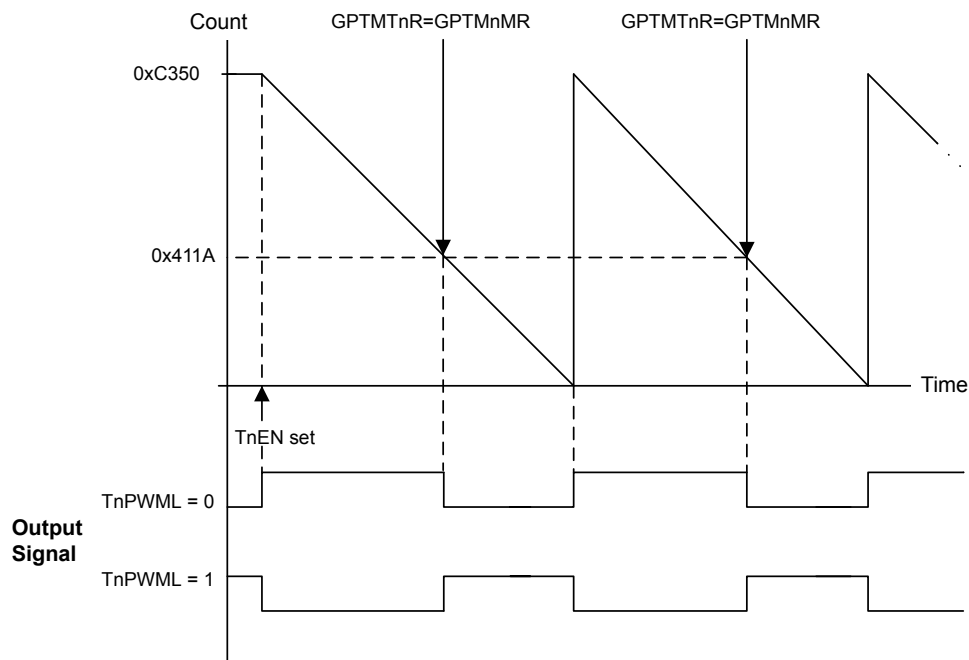 Count
GPTMTnR=GPTMnMR
GPTMTnR=GPTMnMR
0xC350
0x411A
Time
TnEN set
TnPWML = 0
Output
Signal
TnPWML = 1